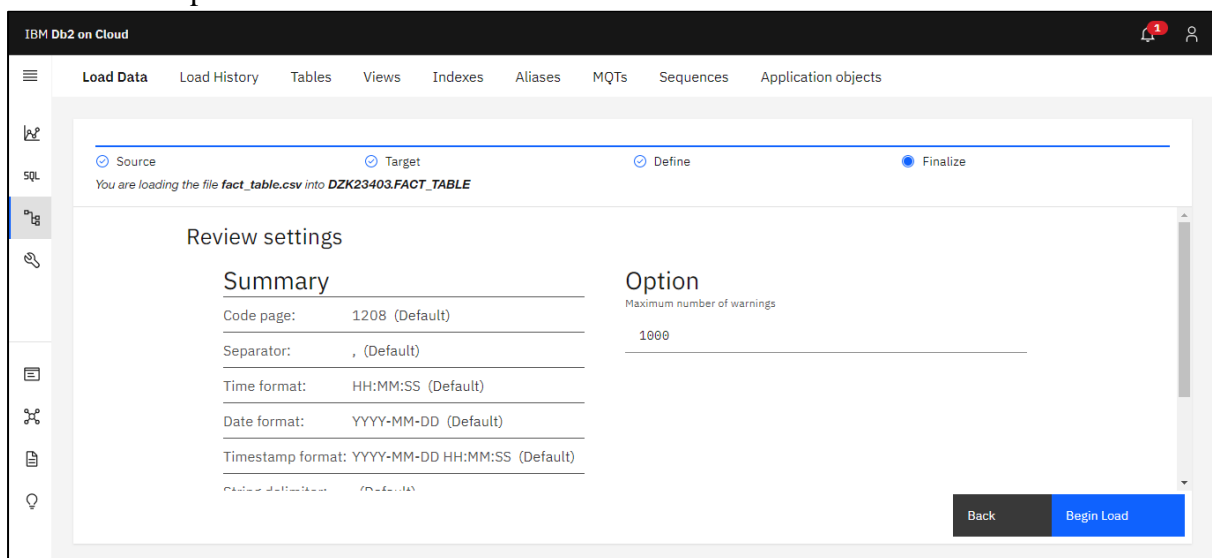 IBM Db2 on Cloud
1
Load Data Load History Tables Views Indexes Aliases MQTs Sequences Application objects
SQL
Source Target Define Finalize
You are loading the file fact_table.csv into DZK23403.FACT_TABLE
Review settings
Summary
Code page: 1208 (Default)
Separator: , (Default)
Time format: HH:MM:SS (Default)
Date format: YYYY-MM-DD (Default)
Timestamp format: YYYY-MM-DD HH:MM:SS (Default)
Option
Maximum number of warnings
1000
Back Begin Load